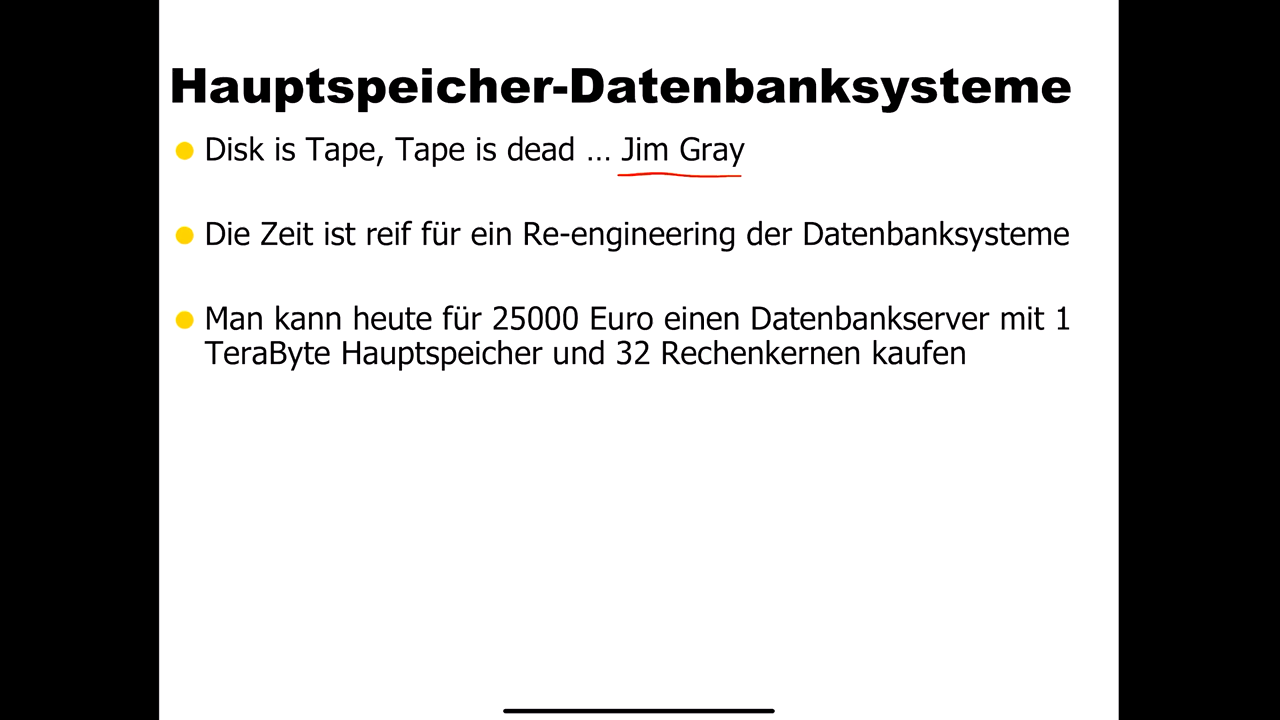 Hauptspeicher-Datenbanksysteme
Disk is Tape, Tape is dead … Jim Gray
Die Zeit ist reif für ein Re-engineering der Datenbanksysteme
Man kann heute für 25000 Euro einen Datenbankserver mit 1
TeraByte Hauptspeicher und 32 Rechenkernen kaufen